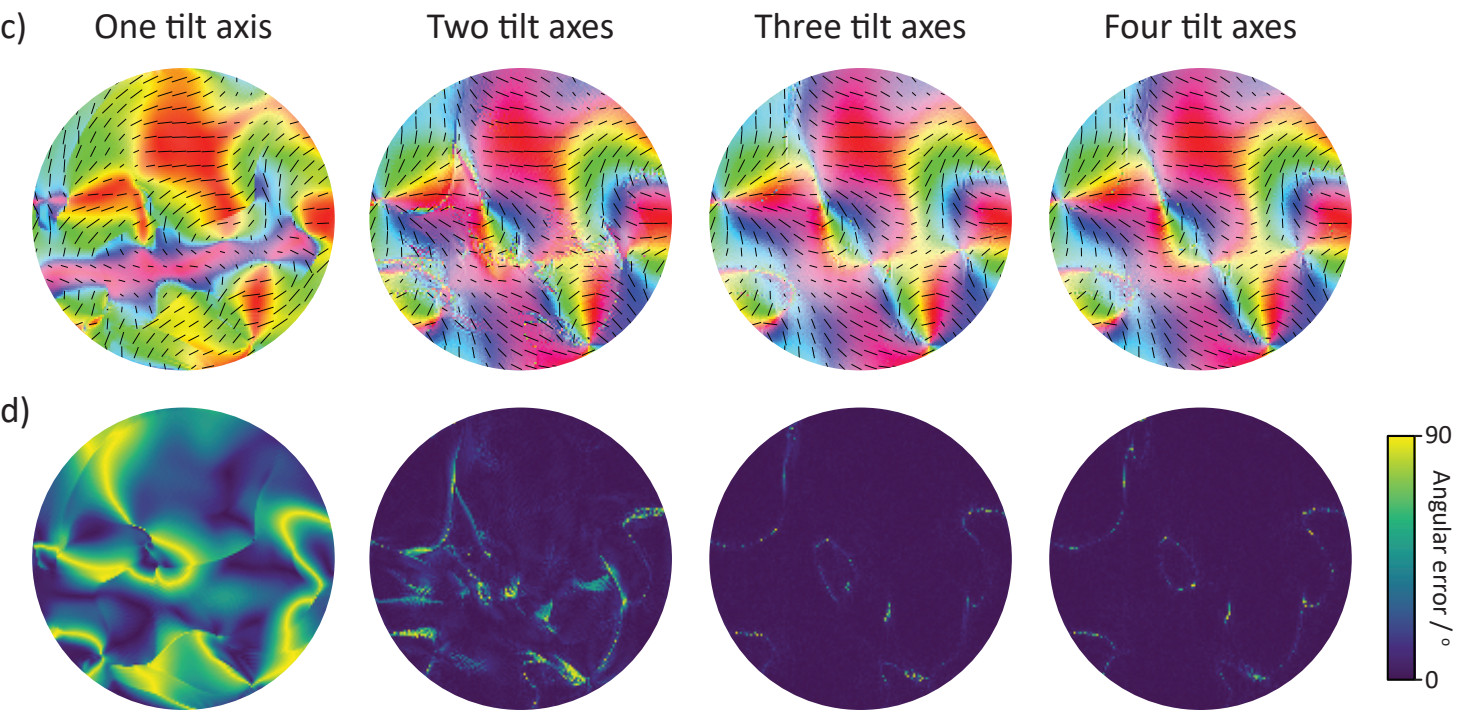 c) One tilt axis Two tilt axes Three tilt axes Four tilt axes
d)
90
Angular error / °
0